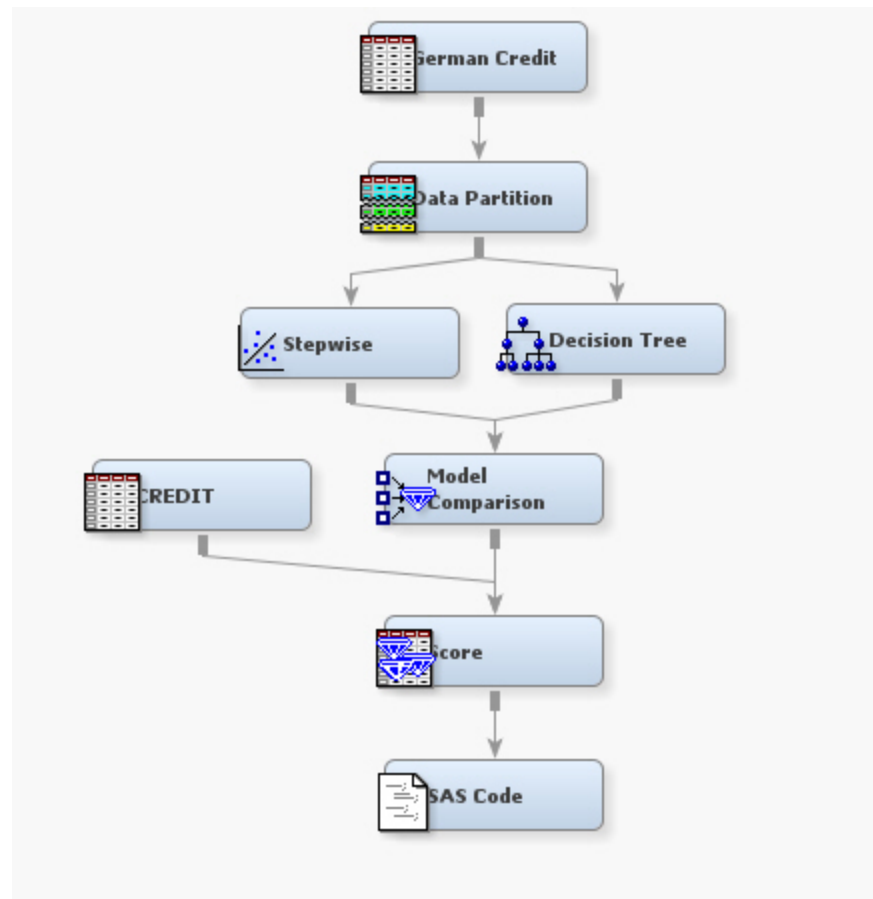 German Credit
Data Partition
Stepwise
Decision Tree
CREDIT
Model
Comparison
Score
SAS Code